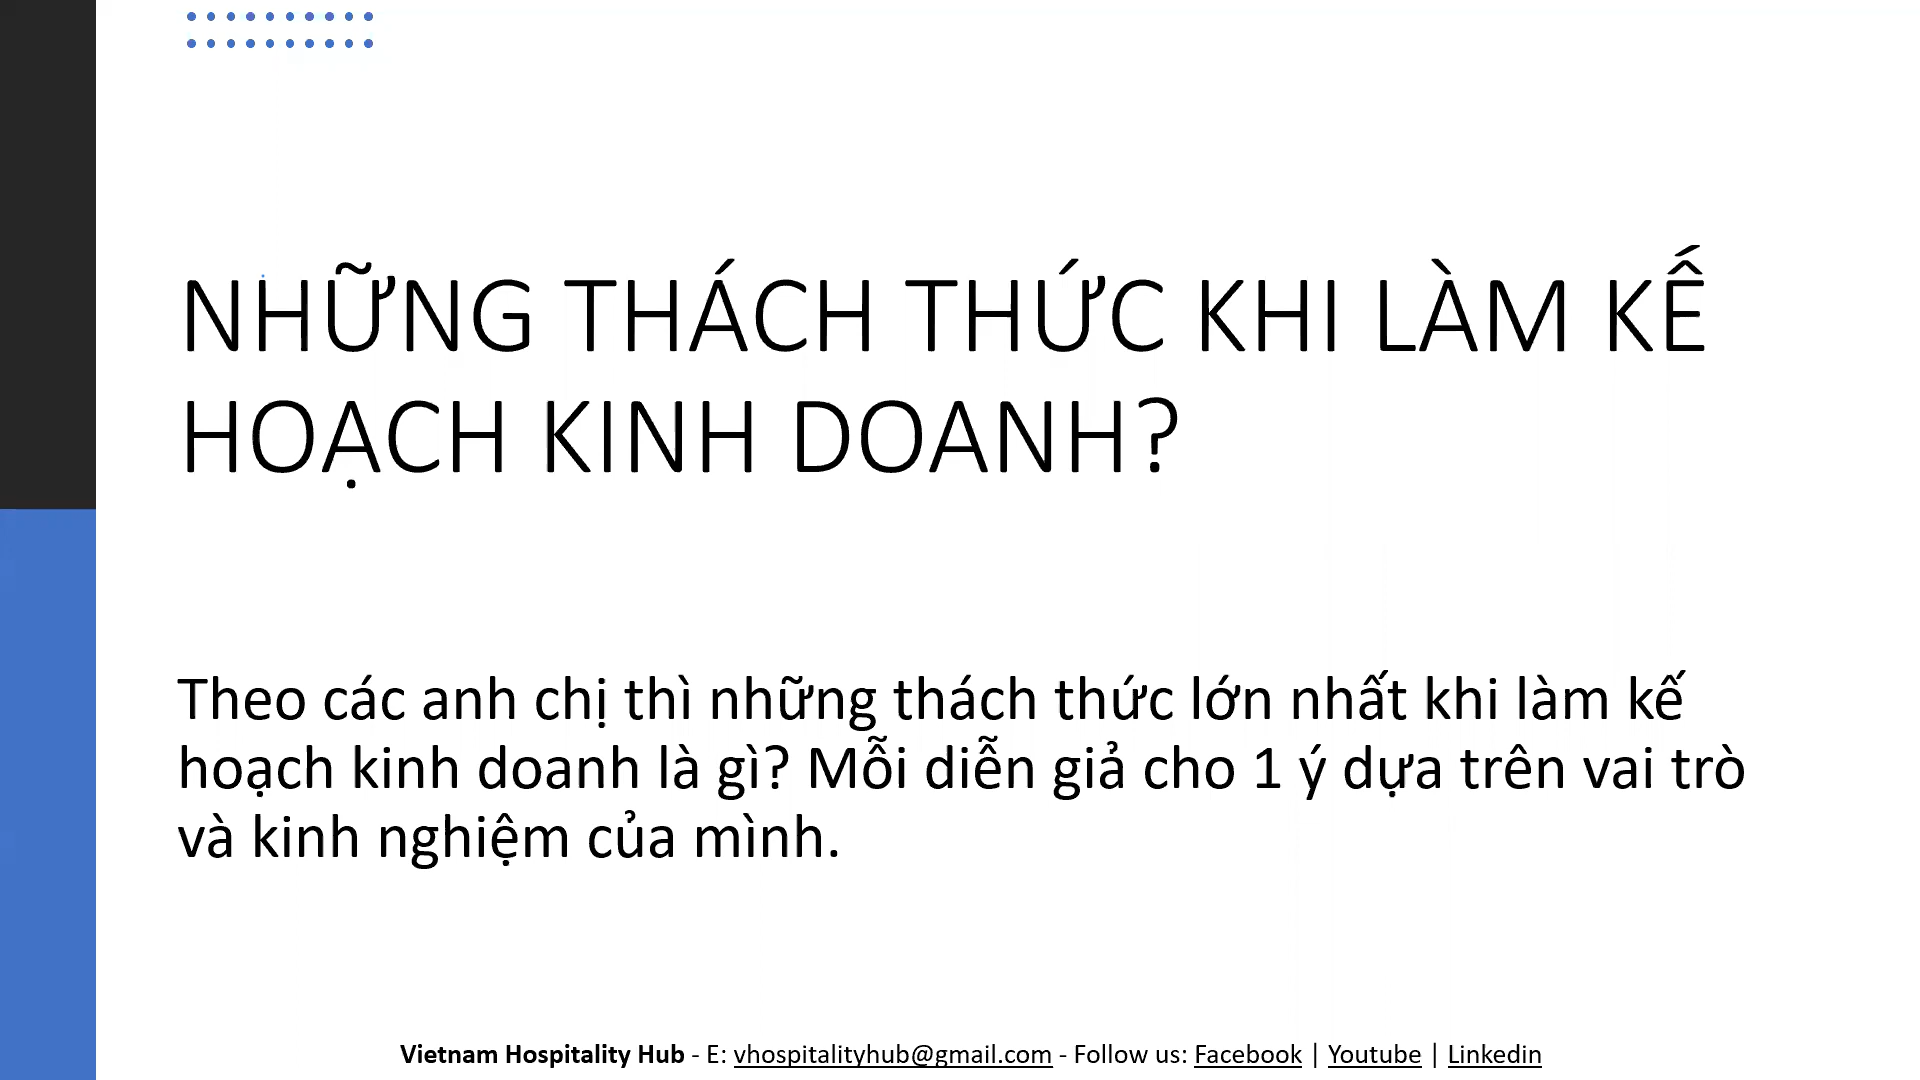 NHỮNG THÁCH THỨC KHI LÀM KẾ
HOẠCH KINH DOANH?
Theo các anh chị thì những thách thức lớn nhất khi làm kế
hoạch kinh doanh là gì? Mỗi diễn giả cho 1 ý dựa trên vai trò
và kinh nghiệm của mình.
Vietnam Hospitality Hub - E: vhospitalityhub@gmail.com - Follow us: Facebook | Youtube | Linkedin